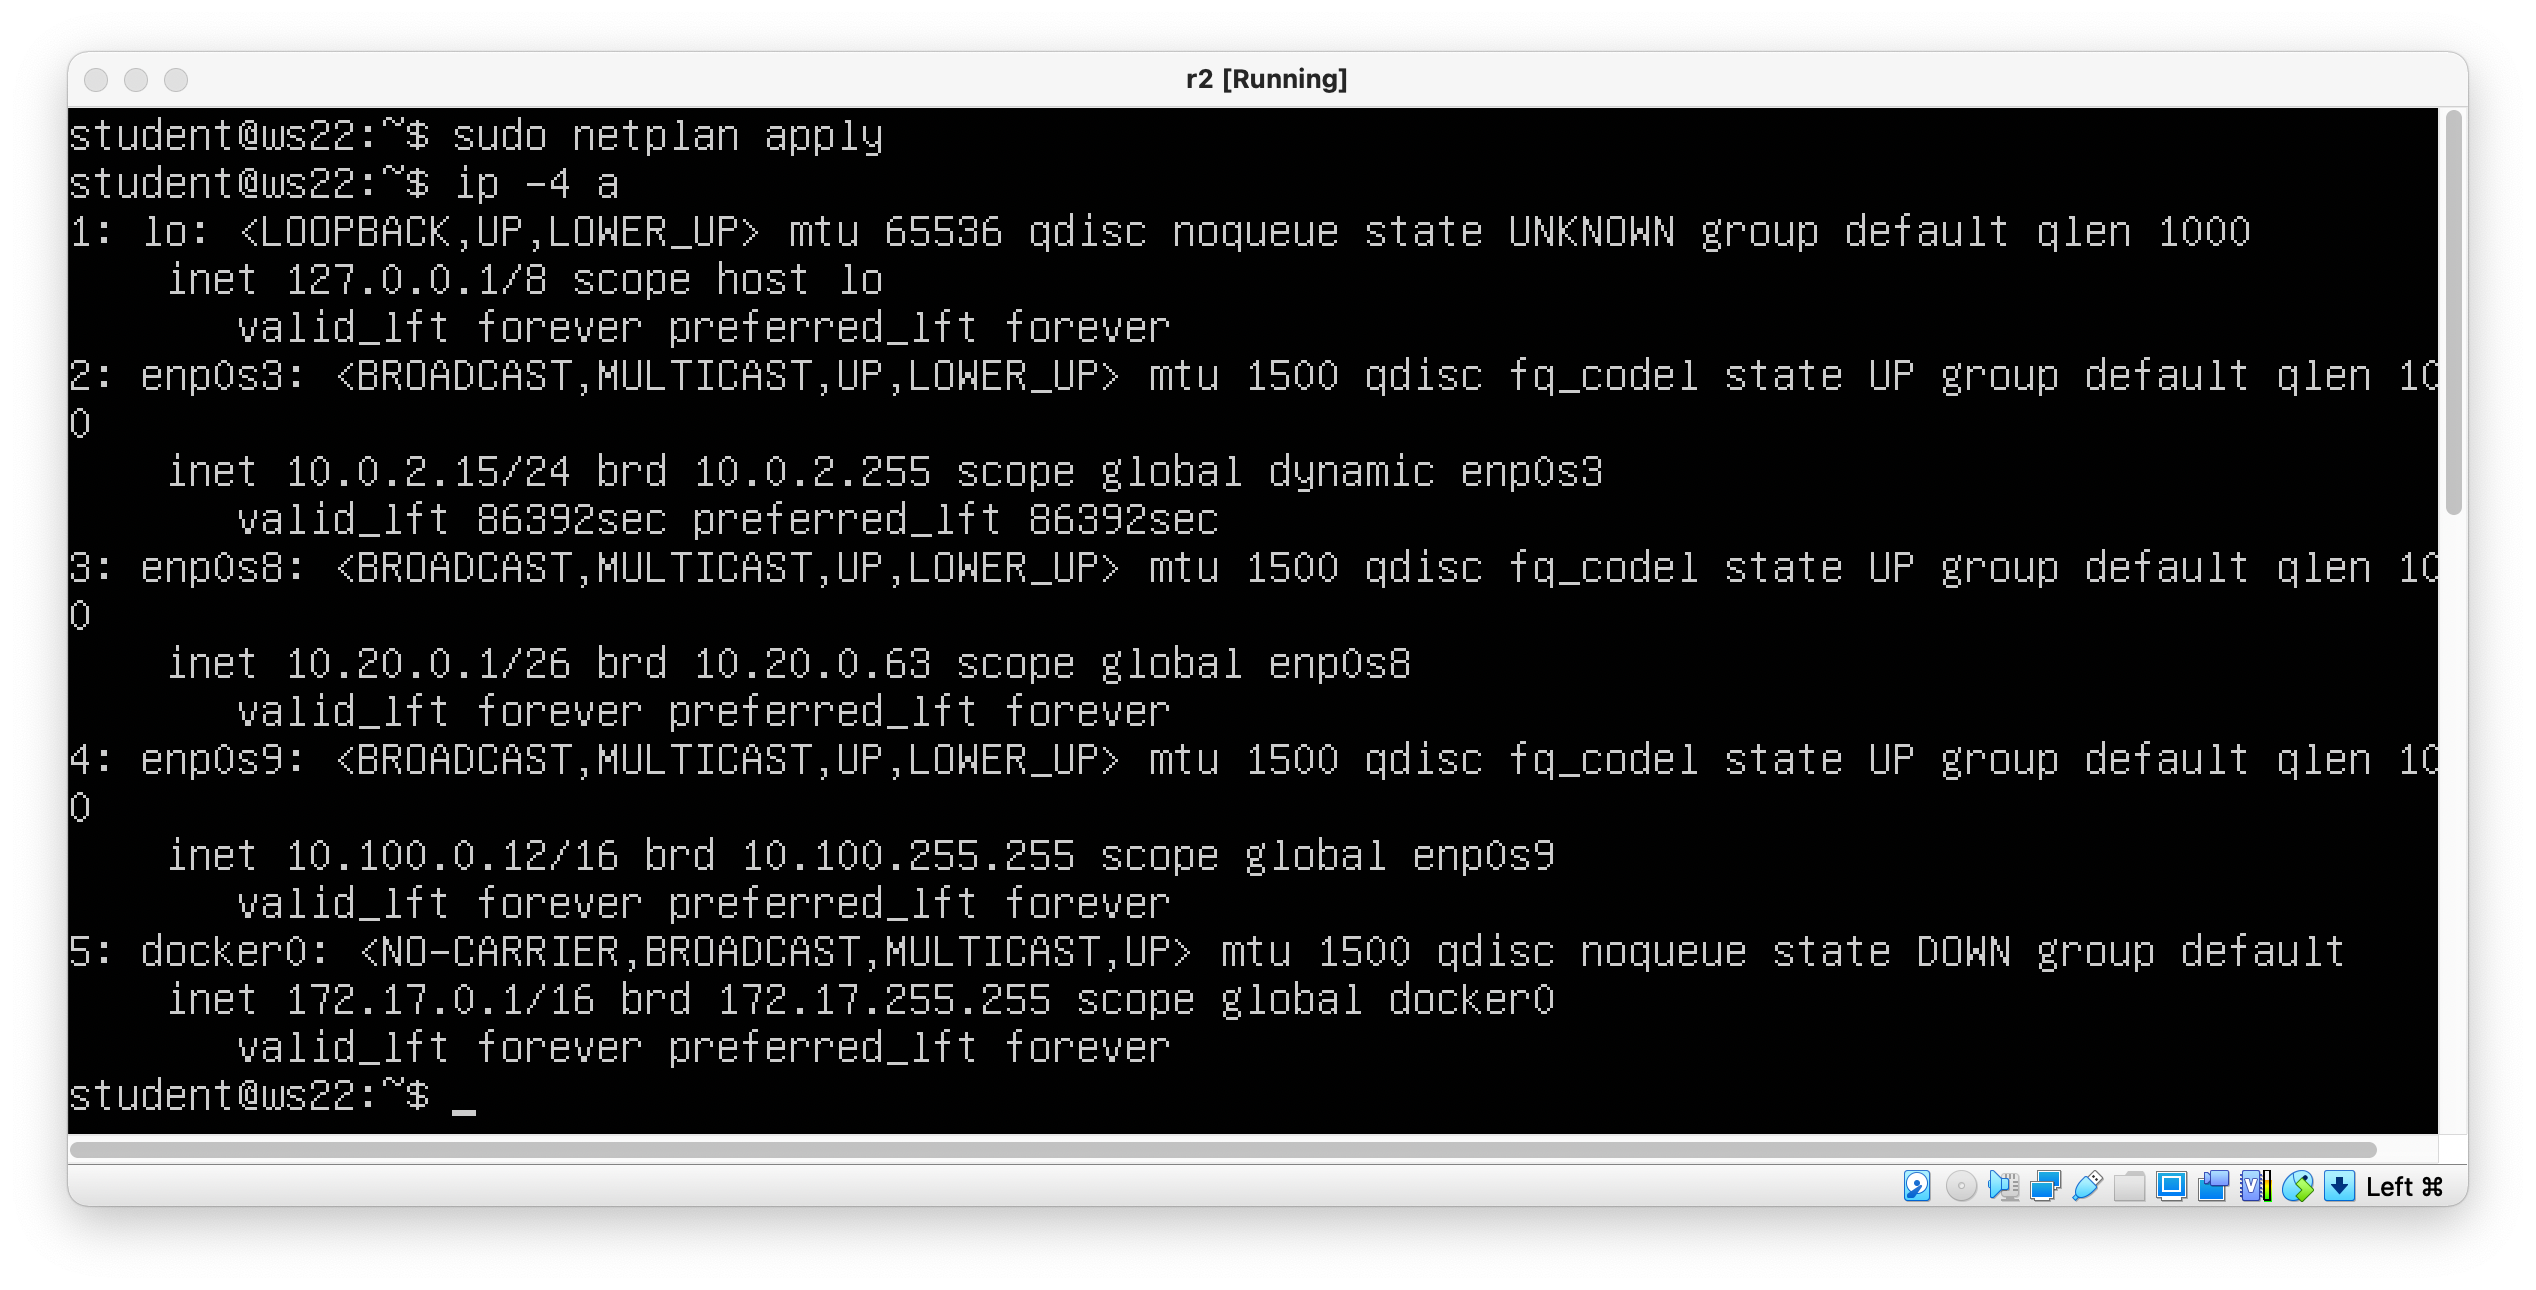 r2 [Running]
student@ws22:~$ sudo netplan apply
student@ws22:~$ ip -4 a
1: lo: <LOOPBACK,UP,LOWER_UP> mtu 65536 qdisc noqueue state UNKNOWN group default qlen 1000
    inet 127.0.0.1/8 scope host lo
       valid_lft forever preferred_lft forever
2: enp0s3: <BROADCAST,MULTICAST,UP,LOWER_UP> mtu 1500 qdisc fq_codel state UP group default qlen 10
0
    inet 10.0.2.15/24 brd 10.0.2.255 scope global dynamic enp0s3
       valid_lft 86392sec preferred_lft 86392sec
3: enp0s8: <BROADCAST,MULTICAST,UP,LOWER_UP> mtu 1500 qdisc fq_codel state UP group default qlen 10
0
    inet 10.20.0.1/26 brd 10.20.0.63 scope global enp0s8
       valid_lft forever preferred_lft forever
4: enp0s9: <BROADCAST,MULTICAST,UP,LOWER_UP> mtu 1500 qdisc fq_codel state UP group default qlen 10
0
    inet 10.100.0.12/16 brd 10.100.255.255 scope global enp0s9
       valid_lft forever preferred_lft forever
5: docker0: <NO-CARRIER,BROADCAST,MULTICAST,UP> mtu 1500 qdisc noqueue state DOWN group default
    inet 172.17.0.1/16 brd 172.17.255.255 scope global docker0
       valid_lft forever preferred_lft forever
student@ws22:~$ _
Left ⌘